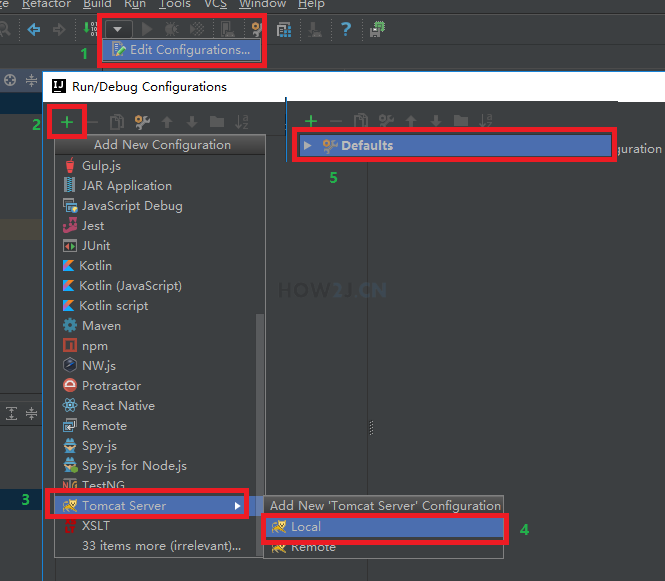 ze Refactor Build Run Tools VCS Window Help
1 Edit Configurations...
Run/Debug Configurations
2
Add New Configuration
Defaults
guration
5
Gulp.js
JAR Application
JavaScript Debug
Jest
JUnit
Kotlin
Kotlin (JavaScript)
Kotlin script
Maven
npm
NW.js
Protractor
React Native
Remote
Spy-js
Spy-js for Node.js
TestNG
3 Tomcat Server
XSLT
33 items more (irrelevant)...
Add New 'Tomcat Server' Configuration
Local 4
Remote
HOW2J.CN